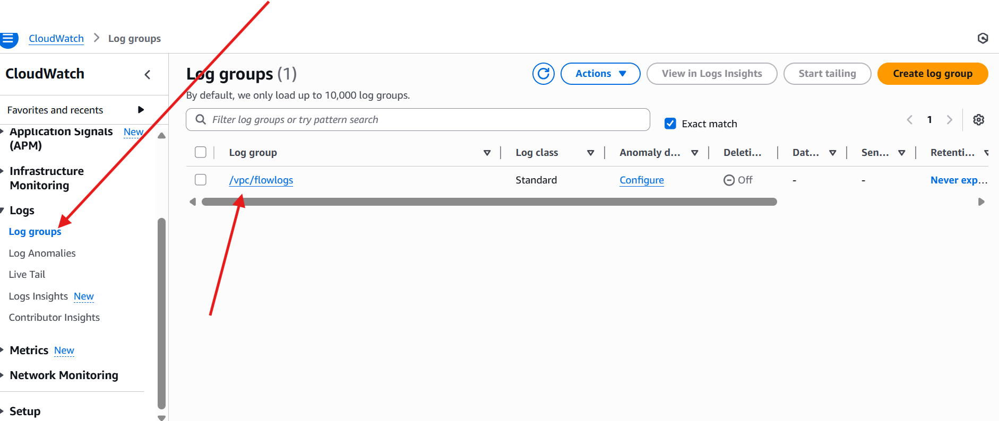 CloudWatch > Log groups
CloudWatch
Favorites and recents
Application Signals New
(APM)
Infrastructure
Monitoring
Logs
Log groups
Log Anomalies
Live Tail
Logs Insights New
Contributor Insights
Metrics New
Network Monitoring
Setup
Log groups (1)
Actions
View in Logs Insights
Start tailing
Create log group
By default, we only load up to 10,000 log groups.
Filter log groups or try pattern search
Exact match
1
Log group Log class Anomaly d... Deleti... Dat... Sen... Retenti...
/vpc/flowlogs Standard Configure Off - - Never exp...